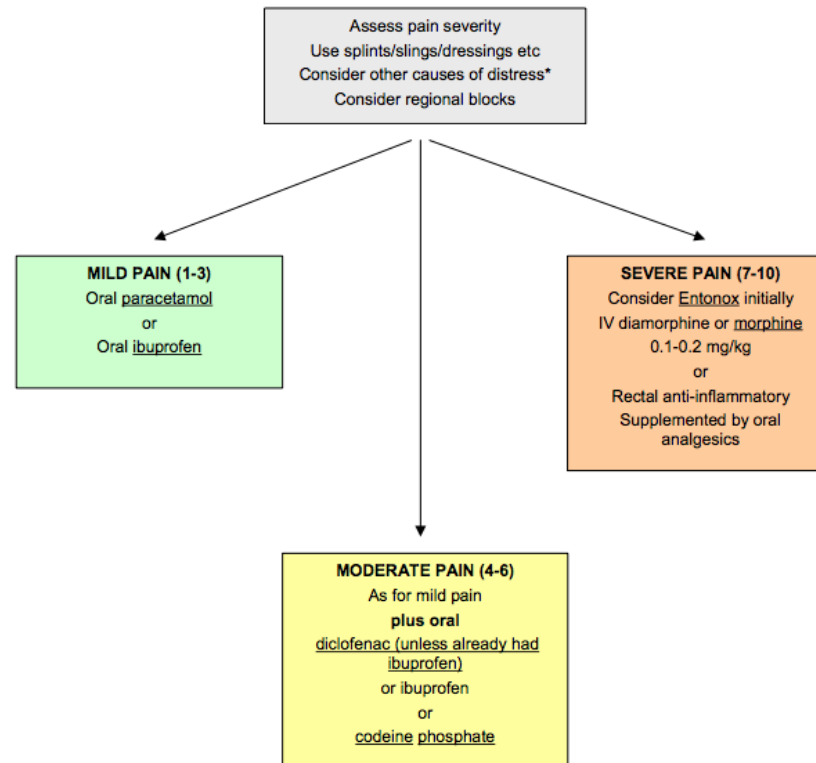 Assess pain severity
Use splints/slings/dressings etc
Consider other causes of distress*
Consider regional blocks
MILD PAIN (1-3)
Oral paracetamol
or
Oral ibuprofen
SEVERE PAIN (7-10)
Consider Entonox initially
IV diamorphine or morphine
0.1-0.2 mg/kg
or
Rectal anti-inflammatory
Supplemented by oral
analgesics
MODERATE PAIN (4-6)
As for mild pain
plus oral
diclofenac (unless already had
ibuprofen)
or ibuprofen
or
codeine phosphate